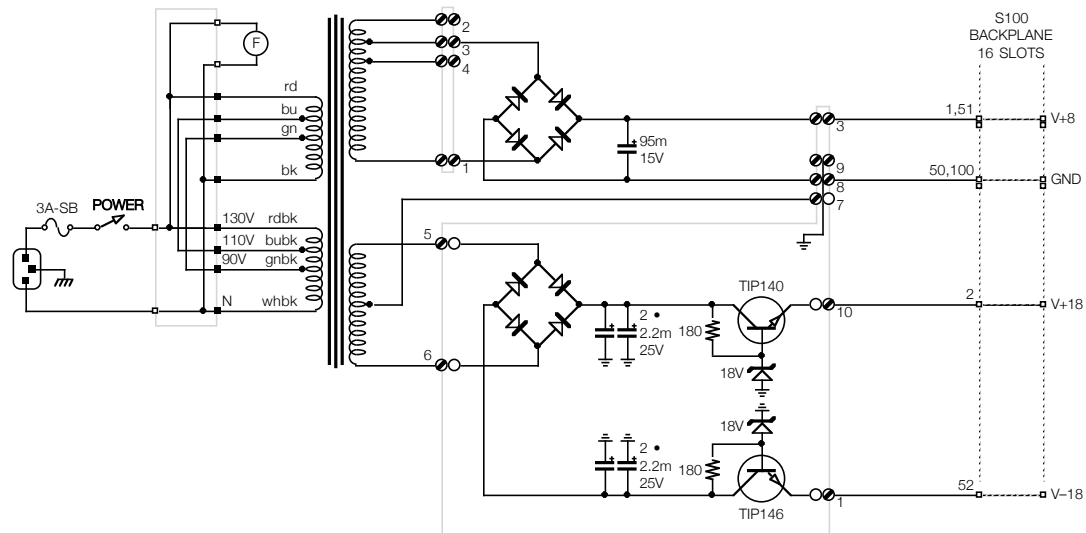 S100
BACKPLANE
16 SLOTS
2
3
4
1
F
rd
bu
gn
bk
3A-SB
POWER
130V rdbk
110V bubk
90V gnbk
N whbk
95m
15V
3
9
8
7
1,51
V+8
50,100
GND
5
6
2 •
2.2m
25V
180
TIP140
18V
10
2
V+18
18V
2 •
2.2m
25V
180
TIP146
1
52
V–18